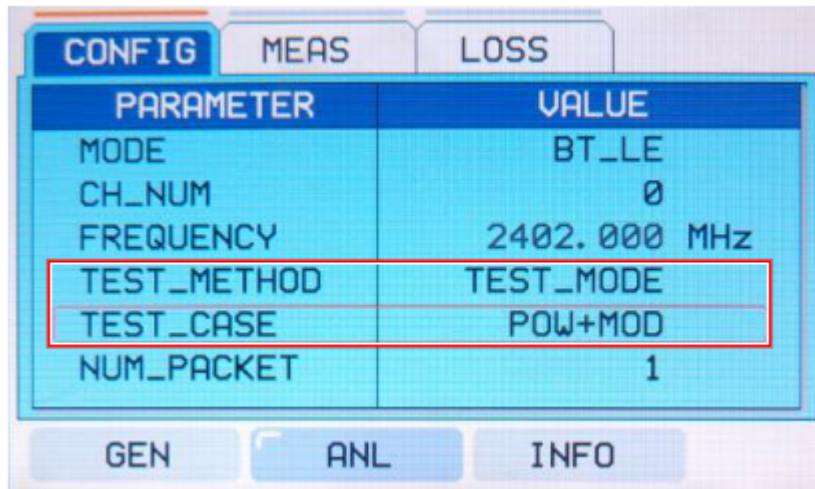 CONFIG MEAS LOSS
PARAMETER VALUE
MODE BT_LE
CH_NUM 0
FREQUENCY 2402.000 MHz
TEST_METHOD TEST_MODE
TEST_CASE POW+MOD
NUM_PACKET 1
GEN ANL INFO